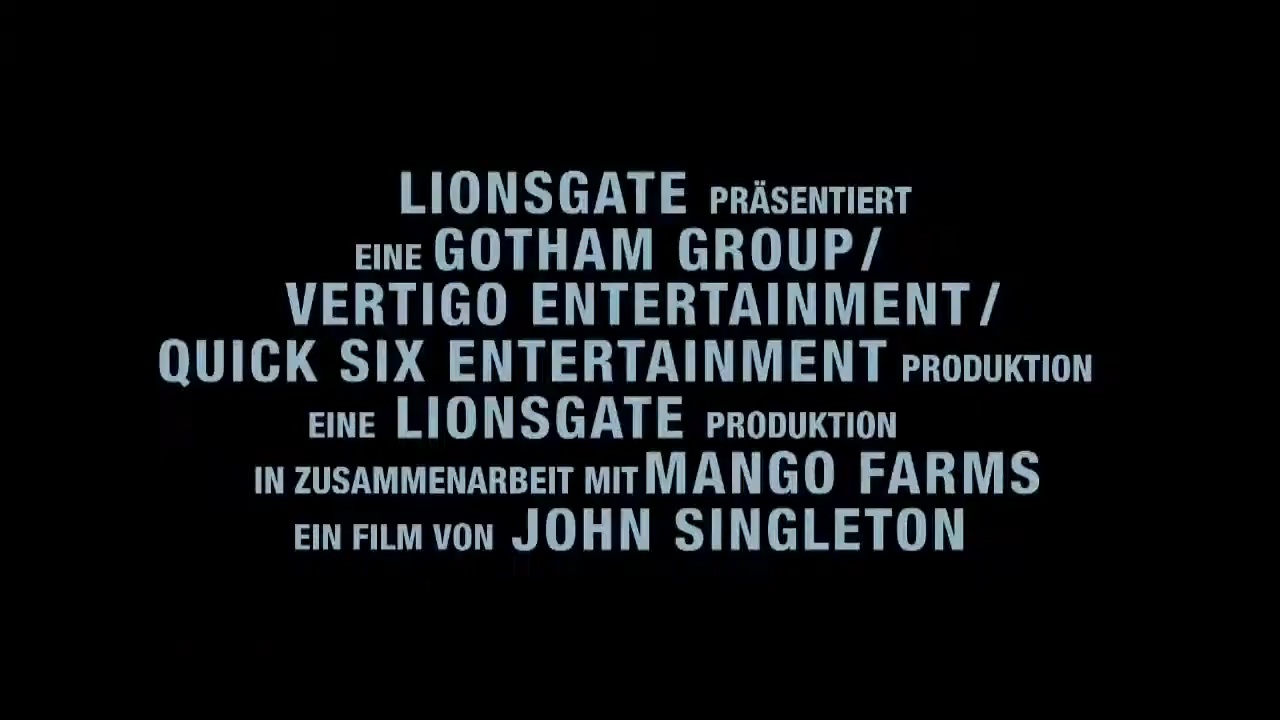 LIONSGATE PRÄSENTIERT
EINE GOTHAM GROUP/
VERTIGO ENTERTAINMENT/
QUICK SIX ENTERTAINMENT PRODUKTION
EINE LIONSGATE PRODUKTION
IN ZUSAMMENARBEIT MIT MANGO FARMS
EIN FILM VON JOHN SINGLETON